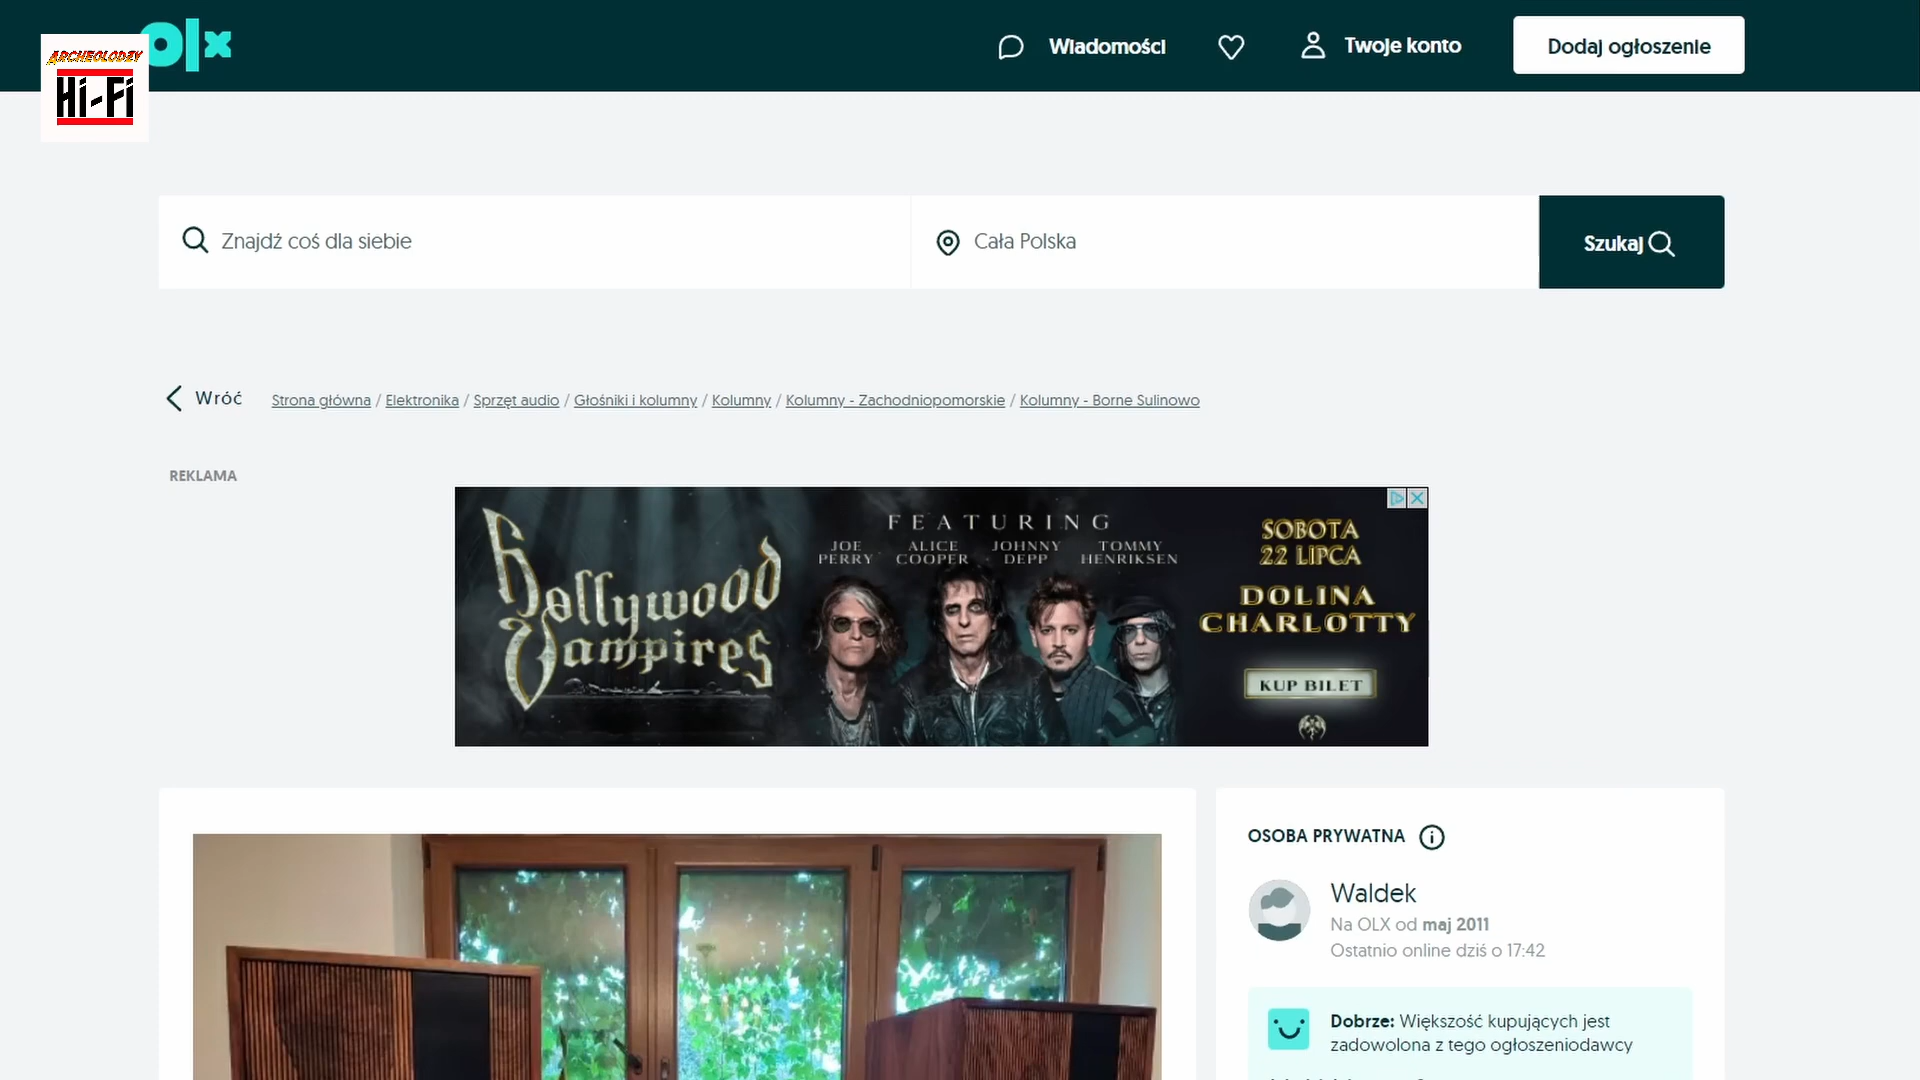 olx
ARCHEOLODZY
Hi-Fi
Wiadomości
Twoje konto
Dodaj ogłoszenie
Znajdź coś dla siebie
Cała Polska
Szukaj
Wróć
Strona główna / Elektronika / Sprzęt audio / Głośniki i kolumny / Kolumny / Kolumny - Zachodniopomorskie / Kolumny - Borne Sulinowo
REKLAMA
Hollywood
Vampires
FEATURING
JOE PERRY
ALICE COOPER
JOHNNY DEPP
TOMMY HENRIKSEN
SOBOTA
22 LIPCA
DOLINA
CHARLOTTY
KUP BILET
OSOBA PRYWATNA
Waldek
Na OLX od maj 2011
Ostatnio online dziś o 17:42
Dobrze: Większość kupujących jest
zadowolona z tego ogłoszeniodawcy